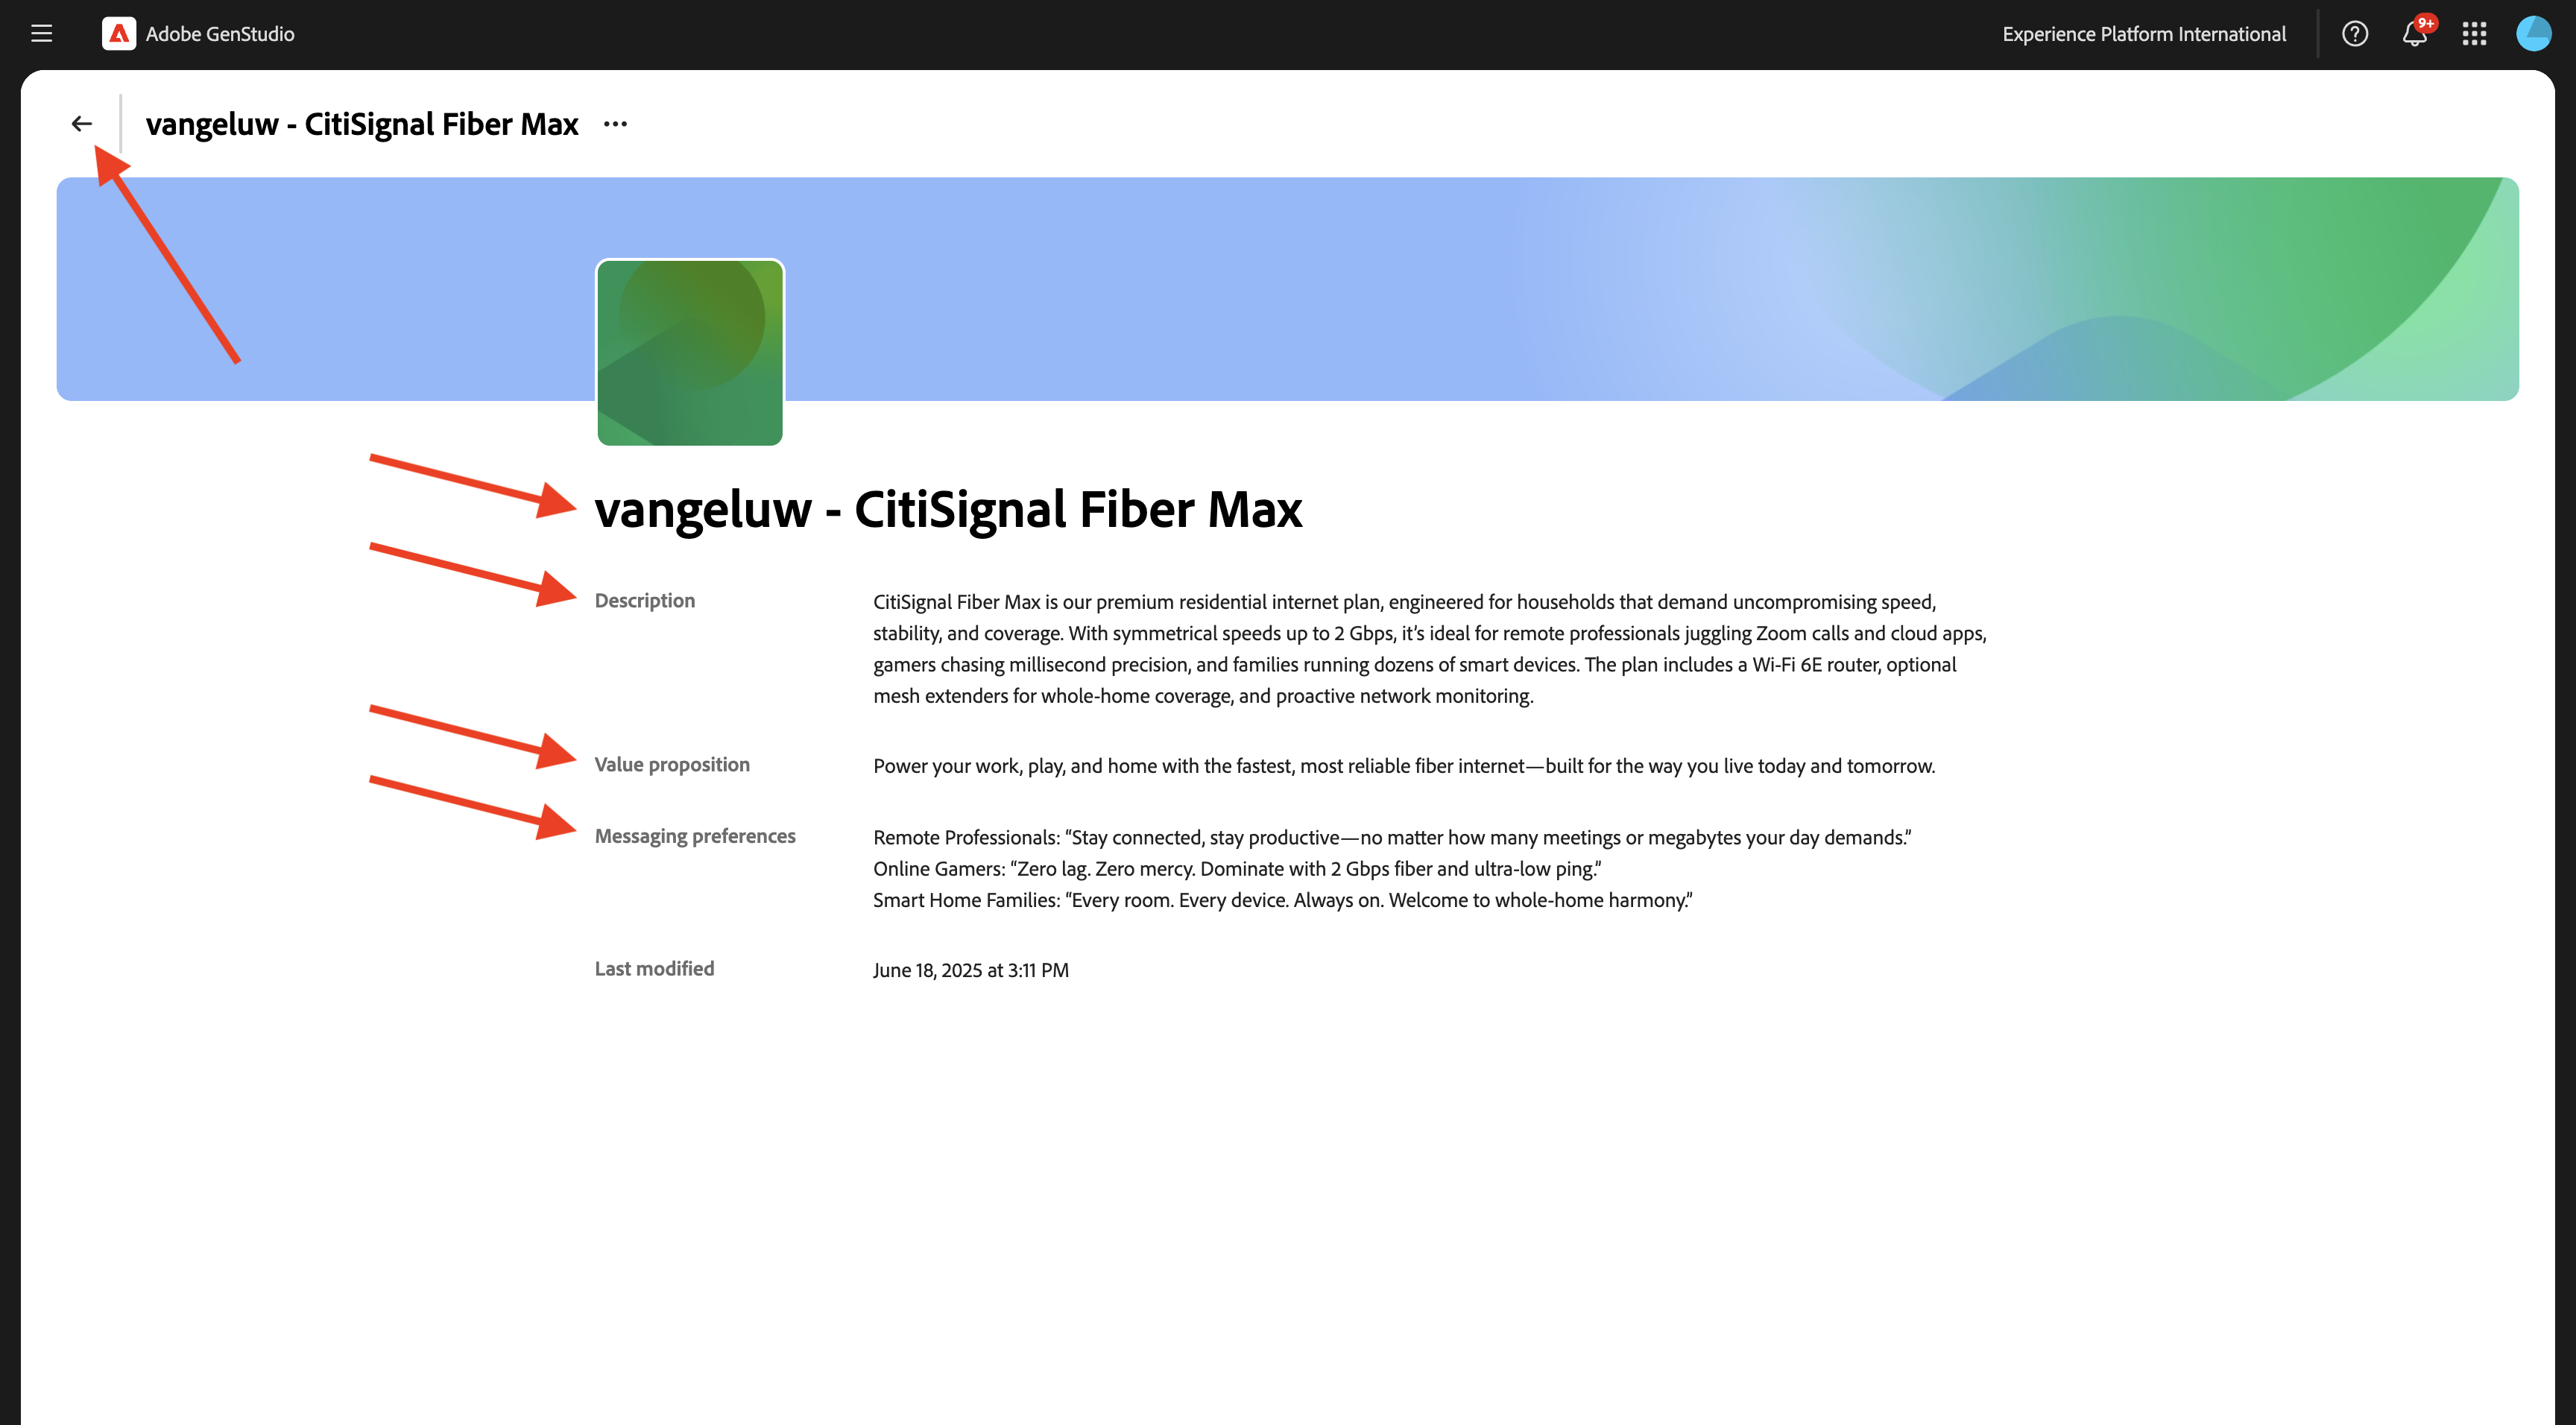 Adobe GenStudio
Experience Platform International
9+
vangeluw - CitiSignal Fiber Max
vangeluw - CitiSignal Fiber Max
Description
CitiSignal Fiber Max is our premium residential internet plan, engineered for households that demand uncompromising speed,
stability, and coverage. With symmetrical speeds up to 2 Gbps, it’s ideal for remote professionals juggling Zoom calls and cloud apps,
gamers chasing millisecond precision, and families running dozens of smart devices. The plan includes a Wi-Fi 6E router, optional
mesh extenders for whole-home coverage, and proactive network monitoring.
Value proposition
Power your work, play, and home with the fastest, most reliable fiber internet—built for the way you live today and tomorrow.
Messaging preferences
Remote Professionals: “Stay connected, stay productive—no matter how many meetings or megabytes your day demands.”
Online Gamers: “Zero lag. Zero mercy. Dominate with 2 Gbps fiber and ultra-low ping.”
Smart Home Families: “Every room. Every device. Always on. Welcome to whole-home harmony.”
Last modified
June 18, 2025 at 3:11 PM